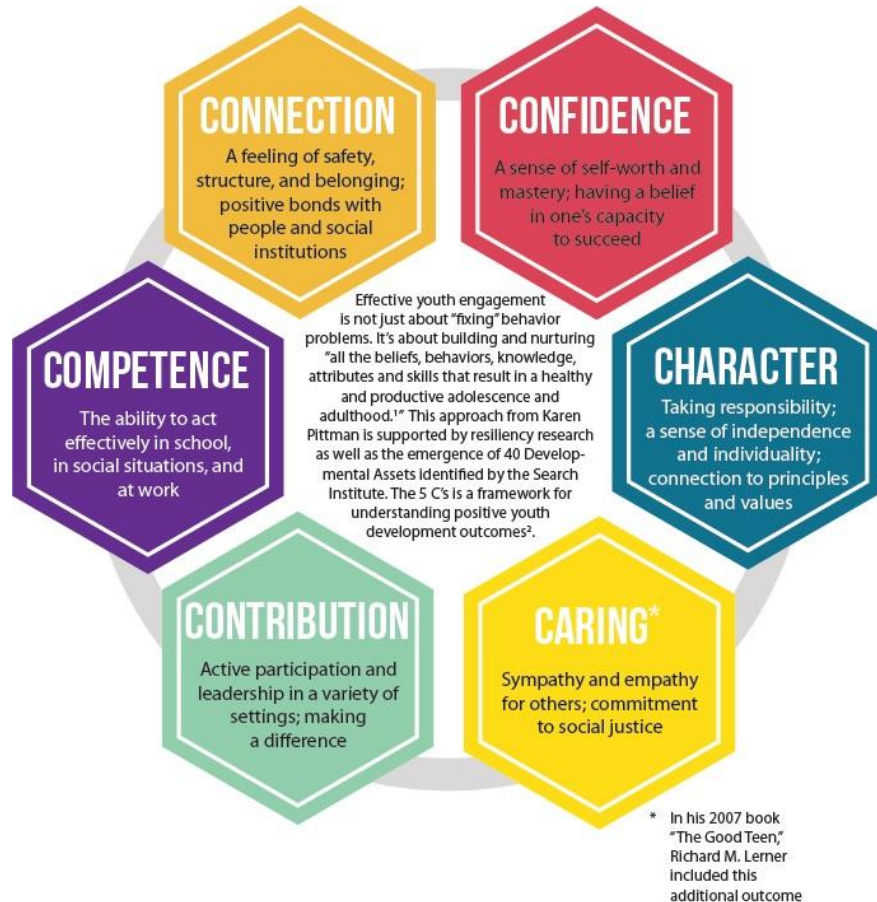 CONNECTION
A feeling of safety,
structure, and belonging;
positive bonds with
people and social
institutions
CONFIDENCE
A sense of self-worth and
mastery; having a belief
in one's capacity
to succeed
COMPETENCE
The ability to act
effectively in school,
in social situations, and
at work
Effective youth engagement
is not just about "fixing" behavior
problems. It's about building and nurturing
"all the beliefs, behaviors, knowledge,
attributes and skills that result in a healthy
and productive adolescence and
adulthood.¹" This approach from Karen
Pittman is supported by resiliency research
as well as the emergence of 40 Develop-
mental Assets identified by the Search
Institute. The 5 C's is a framework for
understanding positive youth
development outcomes².
CHARACTER
Taking responsibility;
a sense of independence
and individuality;
connection to principles
and values
CONTRIBUTION
Active participation and
leadership in a variety of
settings; making
a difference
CARING*
Sympathy and empathy
for others; commitment
to social justice
* In his 2007 book
"The Good Teen,"
Richard M. Lerner
included this
additional outcome